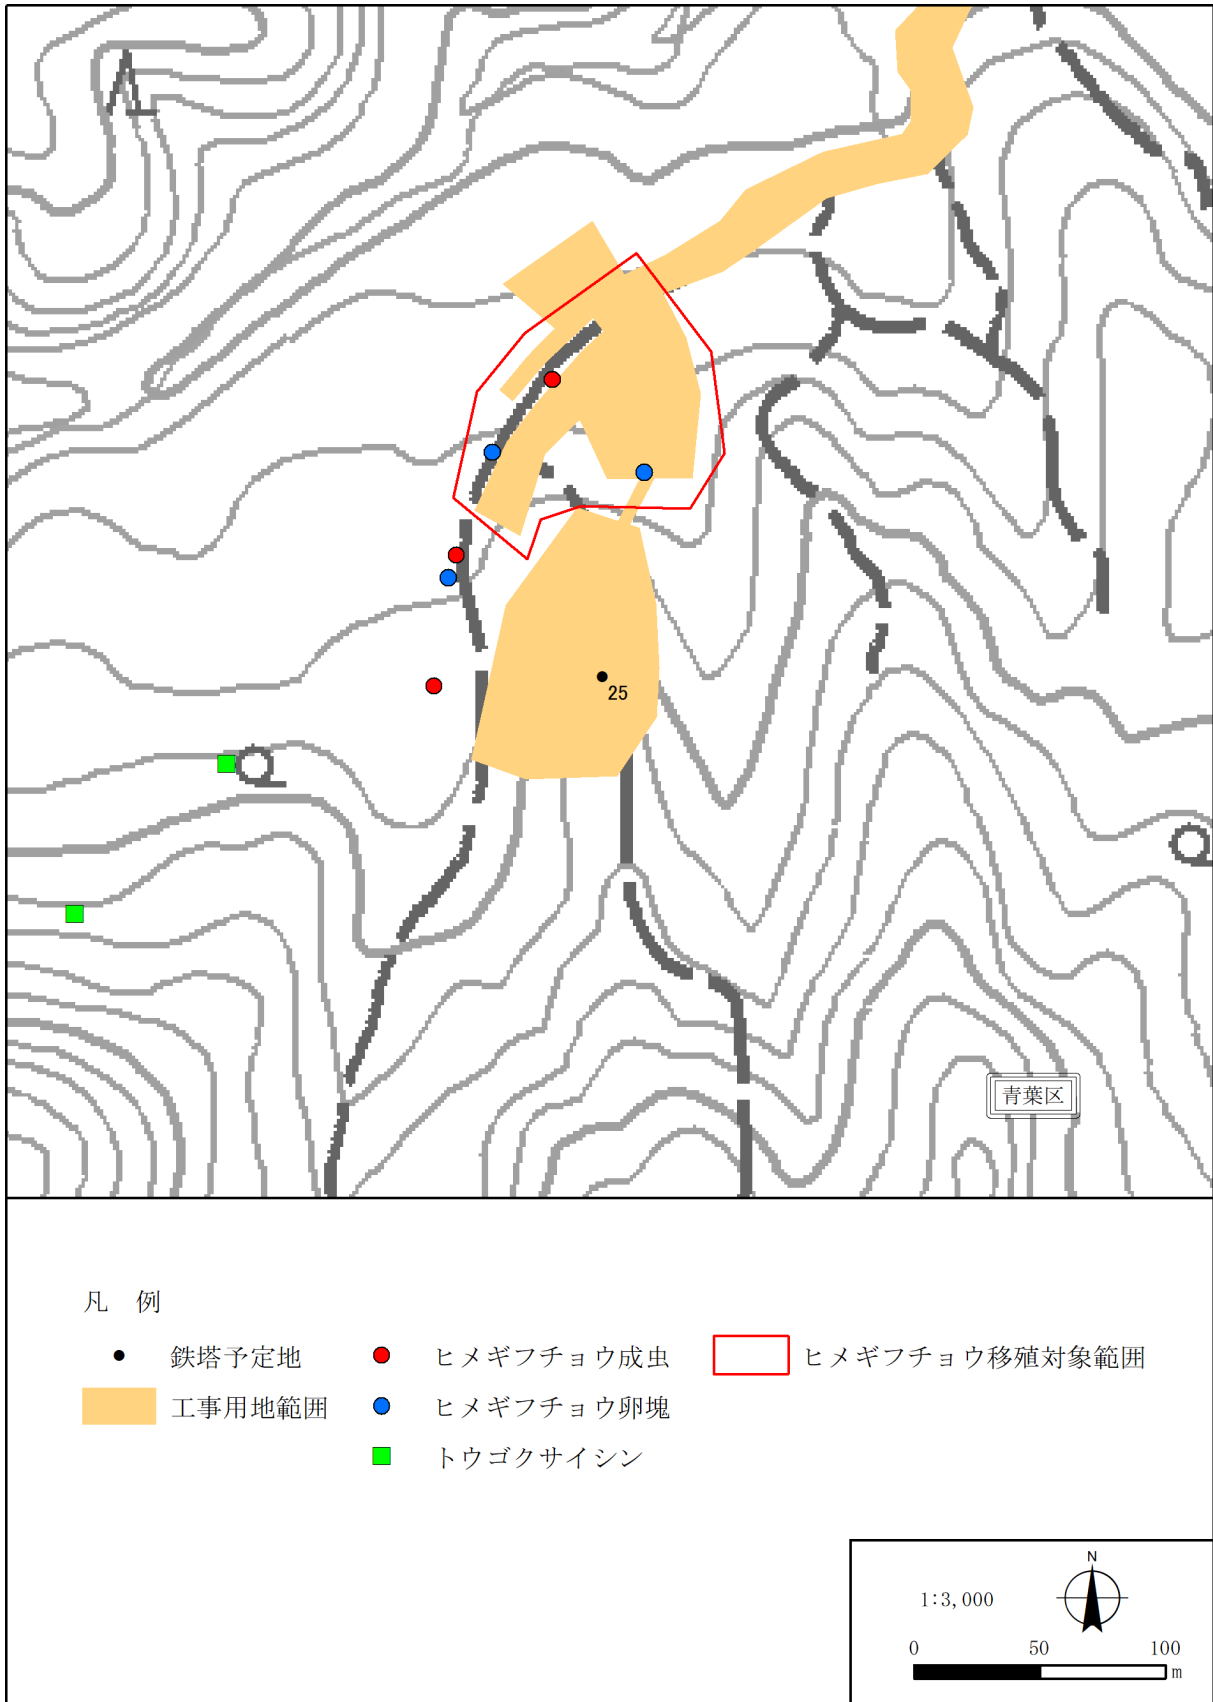 25
青葉区
凡　例
鉄塔予定地
ヒメギフチョウ成虫
ヒメギフチョウ移殖対象範囲
工事用地範囲
ヒメギフチョウ卵塊
トウゴクサイシン
N
1:3,000
0 50 100
m